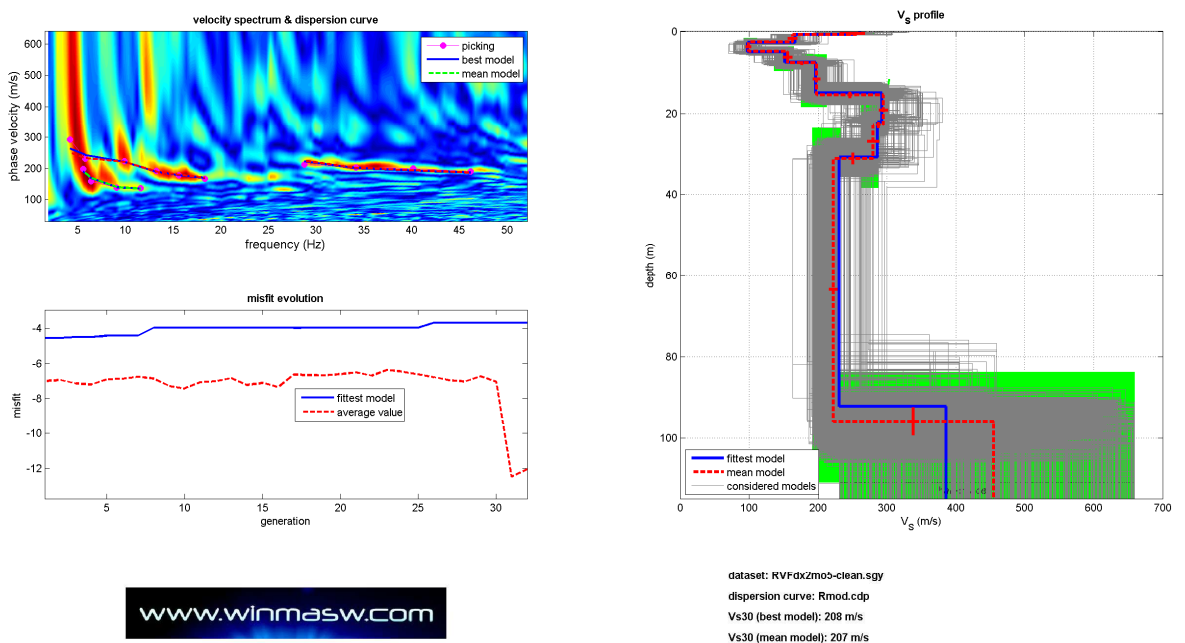 velocity spectrum & dispersion curve
picking
best model
mean model
phase velocity (m/s)
600
500
400
300
200
100
5 10 15 20 25 30 35 40 45 50
frequency (Hz)
misfit evolution
misfit
-4
-6
-8
-10
-12
fittest model
average value
5 10 15 20 25 30
generation
www.winmasw.com
VS profile
depth (m)
0
20
40
60
80
100
fittest model
mean model
considered models
0 100 200 300 400 500 600 700
VS (m/s)
dataset: RVFdx2mo5-clean.sgy
dispersion curve: Rmod.cdp
Vs30 (best model): 208 m/s
Vs30 (mean model): 207 m/s